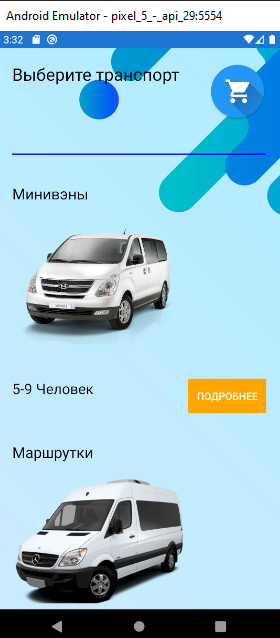 Android Emulator - pixel_5_-_api_29:5554
3:32
Выберите транспорт
Минивэны
5-9 Человек
ПОДРОБНЕЕ
Маршрутки